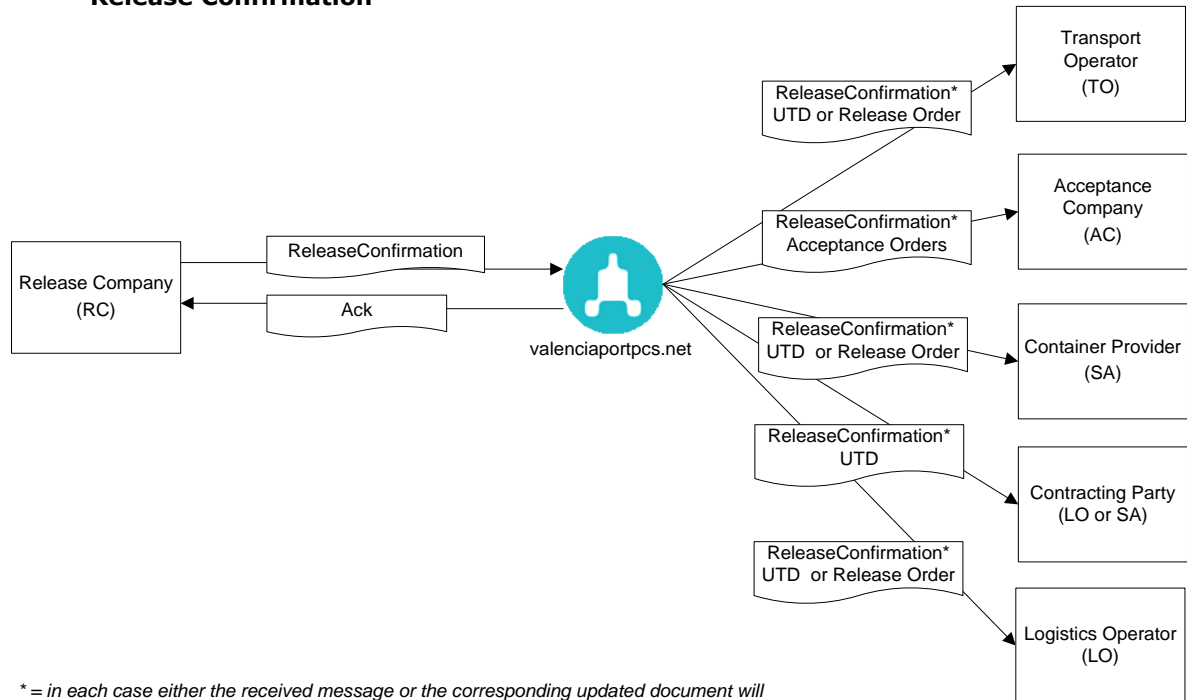 Release Confirmation
Transport
Operator
(TO)
ReleaseConfirmation*
UTD or Release Order
Acceptance
Company
(AC)
ReleaseConfirmation*
Acceptance Orders
ReleaseConfirmation
Release Company
(RC)
Ack
valenciaportpcs.net
ReleaseConfirmation*
UTD  or Release Order
Container Provider
(SA)
ReleaseConfirmation*
UTD
Contracting Party
(LO or SA)
ReleaseConfirmation*
UTD  or Release Order
Logistics Operator
(LO)
* = in each case either the received message or the corresponding updated document will